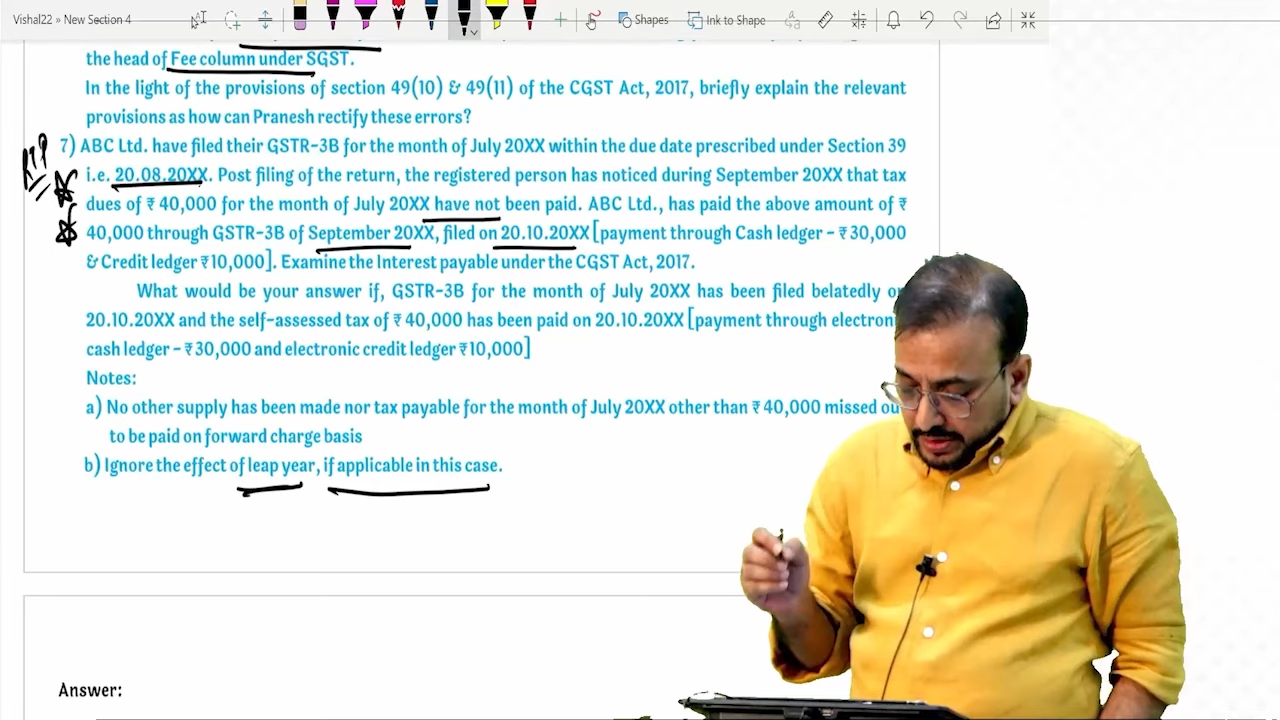 Vishal22 » New Section 4
Shapes
Ink to Shape
the head of Fee column under SGST.
In the light of the provisions of section 49(10) & 49(11) of the CGST Act, 2017, briefly explain the relevant
provisions as how can Pranesh rectify these errors?
RTP
7) ABC Ltd. have filed their GSTR-3B for the month of July 20XX within the due date prescribed under Section 39
i.e. 20.08.20XX. Post filing of the return, the registered person has noticed during September 20XX that tax
dues of ₹ 40,000 for the month of July 20XX have not been paid. ABC Ltd., has paid the above amount of ₹
40,000 through GSTR-3B of September 20XX, filed on 20.10.20XX [payment through Cash ledger - ₹ 30,000
& Credit ledger ₹ 10,000]. Examine the Interest payable under the CGST Act, 2017.
What would be your answer if, GSTR-3B for the month of July 20XX has been filed belatedly
20.10.20XX and the self-assessed tax of ₹ 40,000 has been paid on 20.10.20XX [payment through
cash ledger - ₹ 30,000 and electronic credit ledger ₹ 10,000]
Notes:
a) No other supply has been made nor tax payable for the month of July 20XX other than ₹ 40,000 missed
to be paid on forward charge basis
b) Ignore the effect of leap year, if applicable in this case.
Answer: